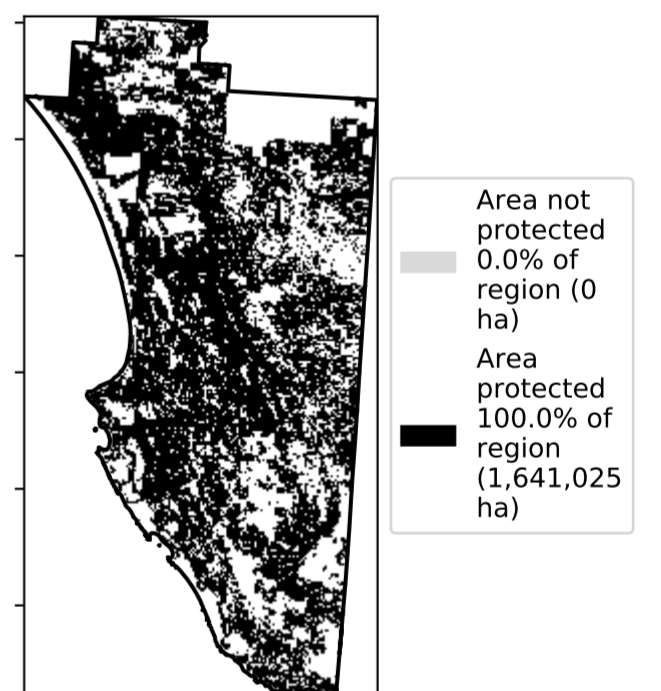 Area not
protected
0.0% of
region (0
ha)
Area
protected
100.0% of
region
(1,641,025
ha)